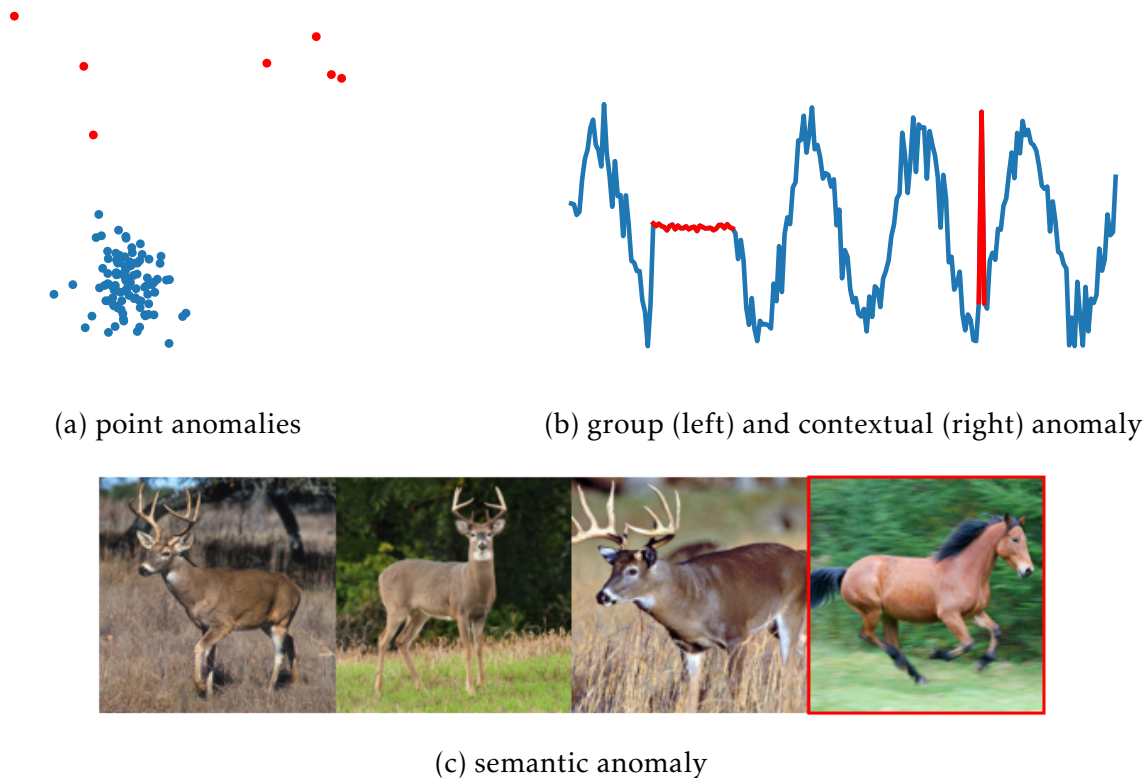 (a) point anomalies
(b) group (left) and contextual (right) anomaly
(c) semantic anomaly